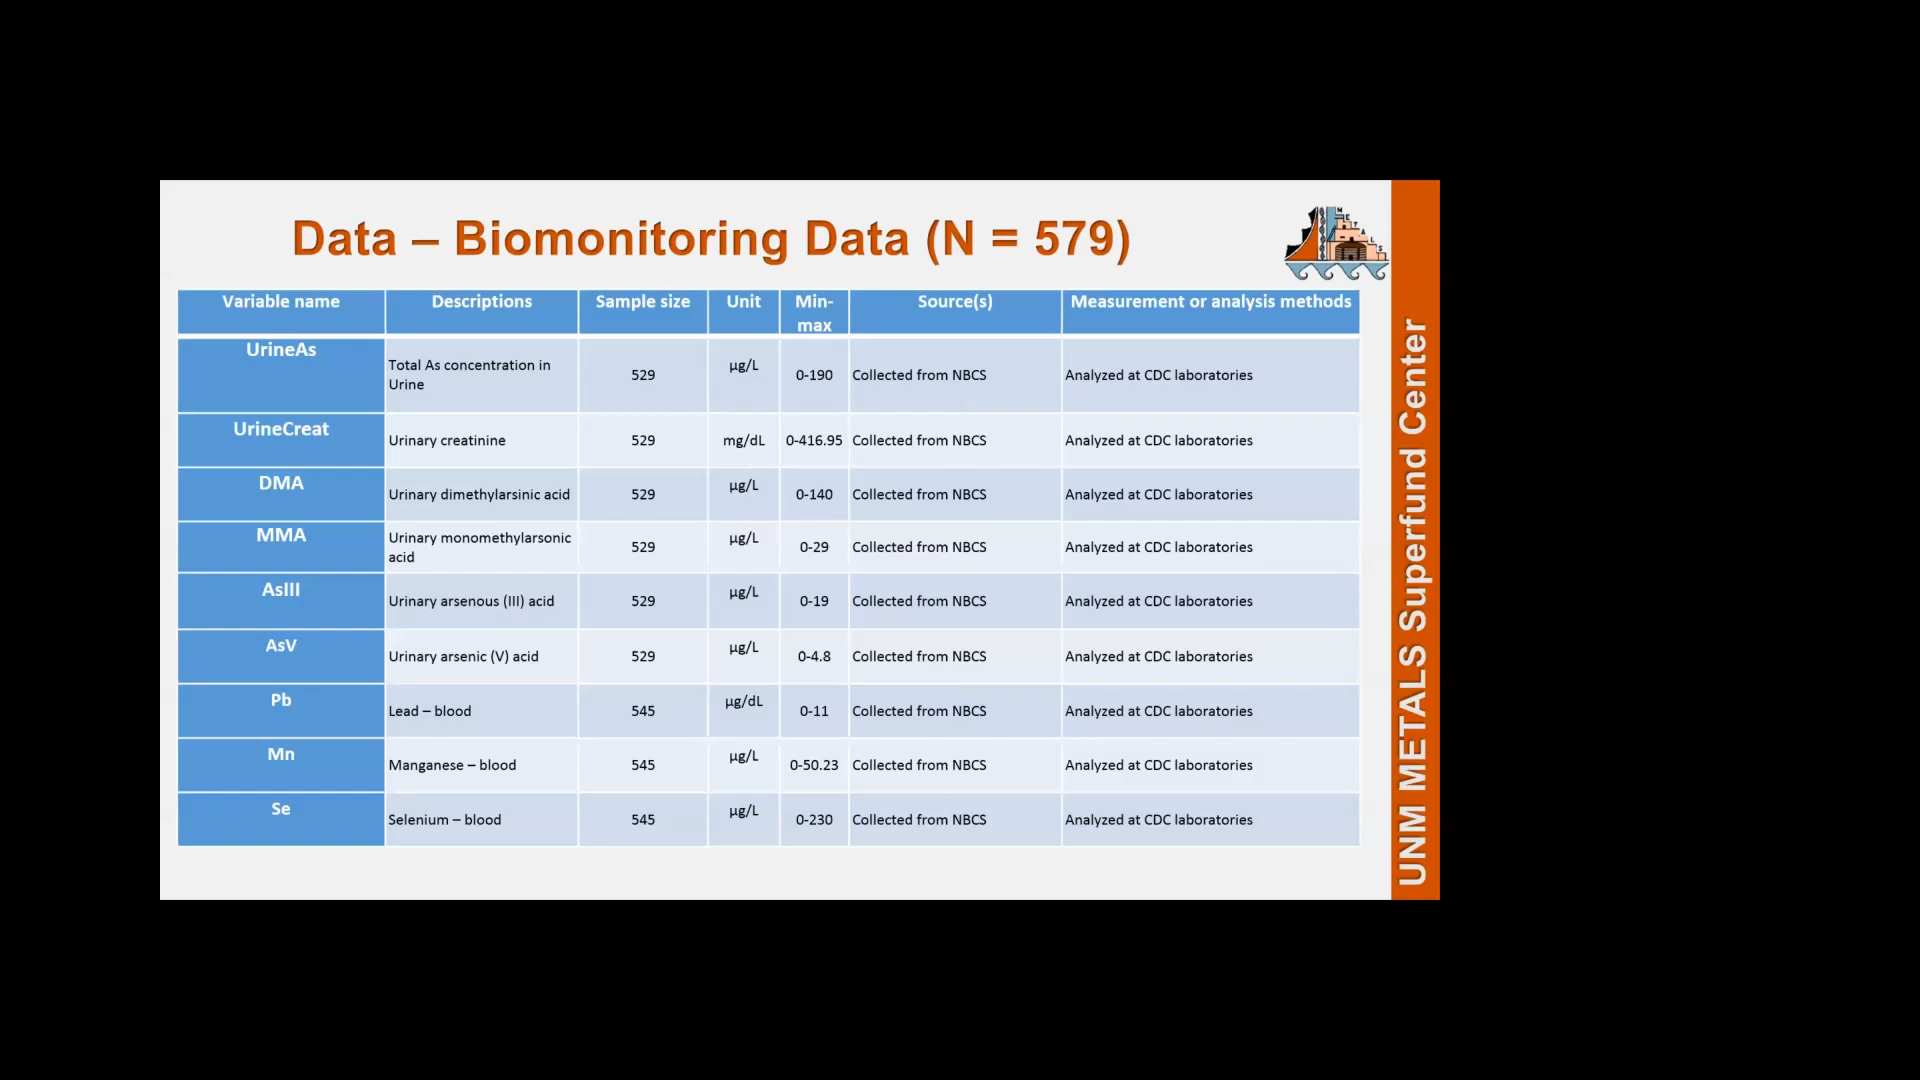 Data – Biomonitoring Data (N = 579)
M E T A L S
Variable name Descriptions Sample size Unit Min-max Source(s) Measurement or analysis methods
UrineAs Total As concentration in Urine 529 µg/L 0-190 Collected from NBCS Analyzed at CDC laboratories
UrineCreat Urinary creatinine 529 mg/dL 0-416.95 Collected from NBCS Analyzed at CDC laboratories
DMA Urinary dimethylarsinic acid 529 µg/L 0-140 Collected from NBCS Analyzed at CDC laboratories
MMA Urinary monomethylarsonic acid 529 µg/L 0-29 Collected from NBCS Analyzed at CDC laboratories
AsIII Urinary arsenous (III) acid 529 µg/L 0-19 Collected from NBCS Analyzed at CDC laboratories
AsV Urinary arsenic (V) acid 529 µg/L 0-4.8 Collected from NBCS Analyzed at CDC laboratories
Pb Lead – blood 545 µg/dL 0-11 Collected from NBCS Analyzed at CDC laboratories
Mn Manganese – blood 545 µg/L 0-50.23 Collected from NBCS Analyzed at CDC laboratories
Se Selenium – blood 545 µg/L 0-230 Collected from NBCS Analyzed at CDC laboratories
UNM METALS Superfund Center